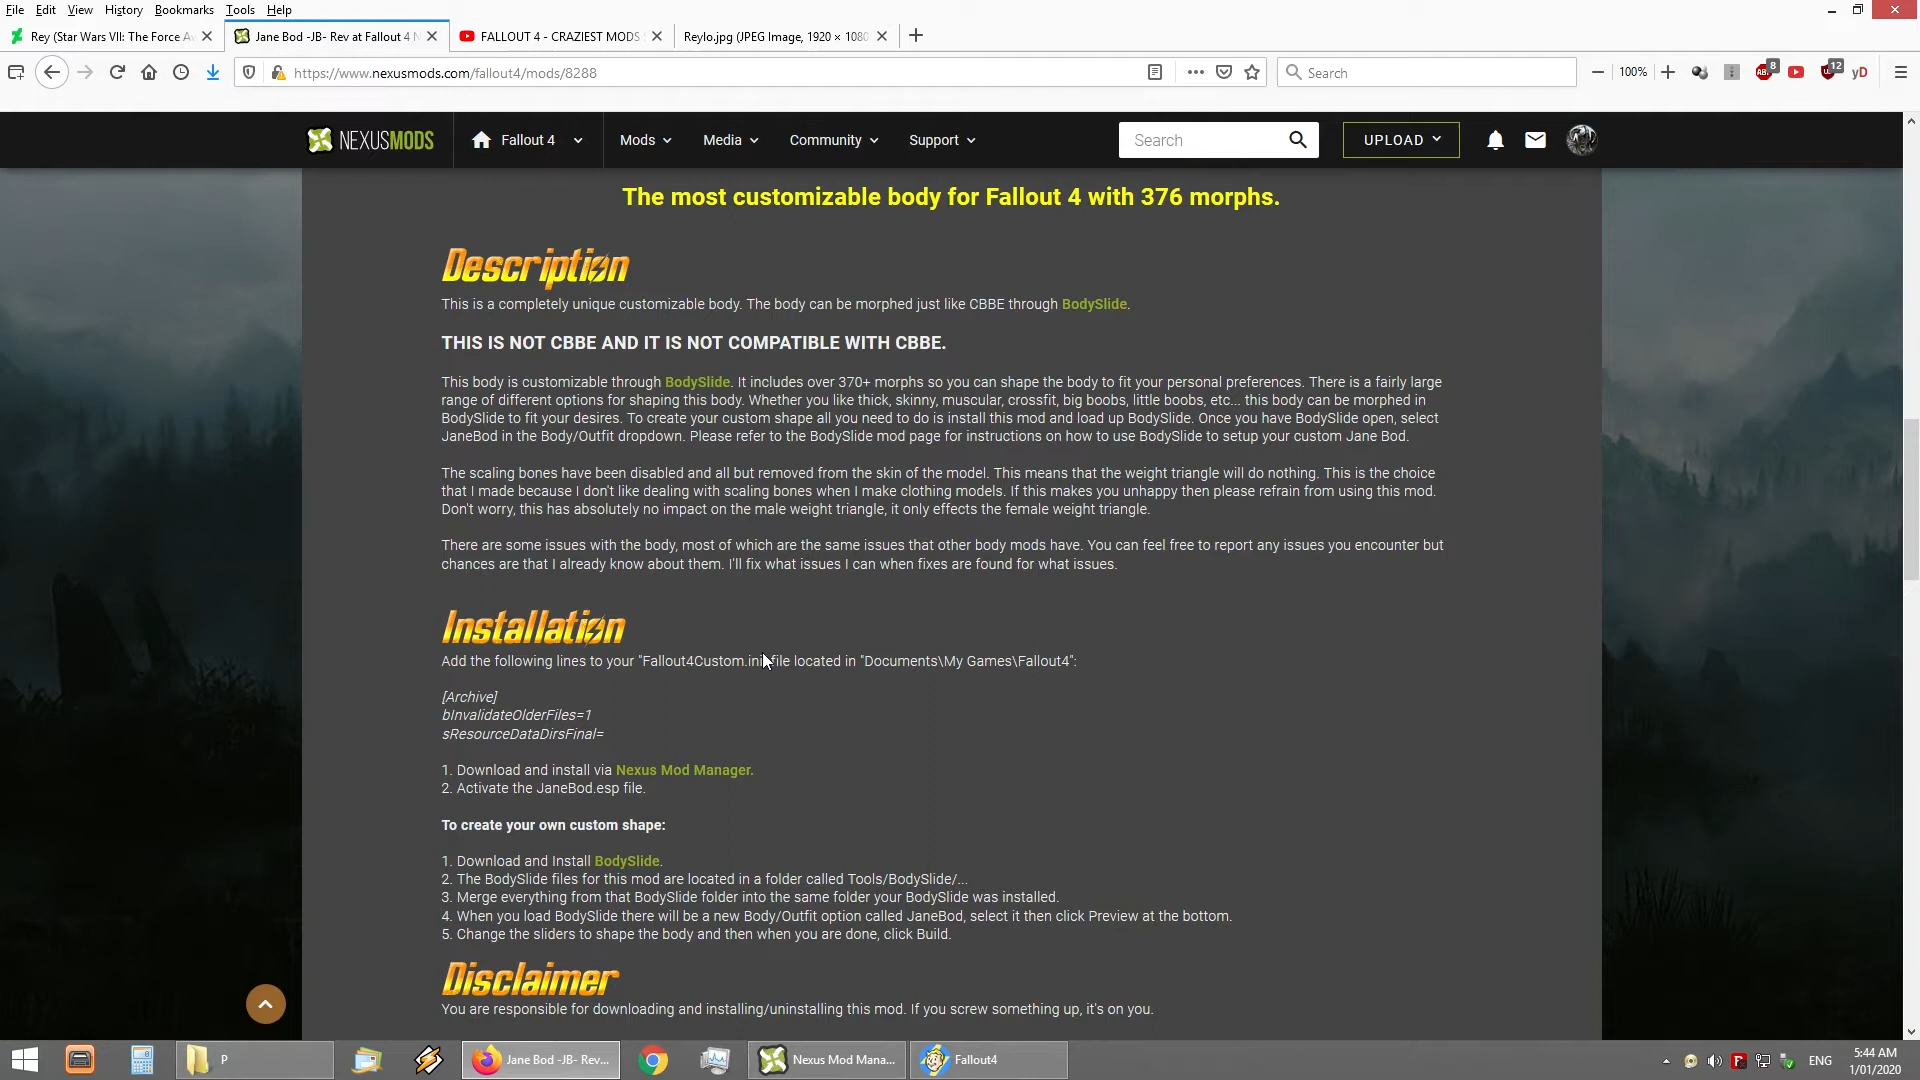 File Edit View History Bookmarks Tools Help
Rey (Star Wars VII: The Force A
Jane Bod -JB- Rev at Fallout 4 N
FALLOUT 4 - CRAZIEST MODS
Reylo.jpg (JPEG Image, 1920 × 1080
https://www.nexusmods.com/fallout4/mods/8288
Search
100%
8
12
yD
NEXUSMODS
Fallout 4
Mods
Media
Community
Support
Search
UPLOAD
The most customizable body for Fallout 4 with 376 morphs.
Description
This is a completely unique customizable body. The body can be morphed just like CBBE through BodySlide.
THIS IS NOT CBBE AND IT IS NOT COMPATIBLE WITH CBBE.
This body is customizable through BodySlide. It includes over 370+ morphs so you can shape the body to fit your personal preferences. There is a fairly large
range of different options for shaping this body. Whether you like thick, skinny, muscular, crossfit, big boobs, little boobs, etc... this body can be morphed in
BodySlide to fit your desires. To create your custom shape all you need to do is install this mod and load up BodySlide. Once you have BodySlide open, select
JaneBod in the Body/Outfit dropdown. Please refer to the BodySlide mod page for instructions on how to use BodySlide to setup your custom Jane Bod.
The scaling bones have been disabled and all but removed from the skin of the model. This means that the weight triangle will do nothing. This is the choice
that I made because I don't like dealing with scaling bones when I make clothing models. If this makes you unhappy then please refrain from using this mod.
Don't worry, this has absolutely no impact on the male weight triangle, it only effects the female weight triangle.
There are some issues with the body, most of which are the same issues that other body mods have. You can feel free to report any issues you encounter but
chances are that I already know about them. I'll fix what issues I can when fixes are found for what issues.
Installation
Add the following lines to your "Fallout4Custom.ini" file located in "Documents\My Games\Fallout4":
[Archive]
bInvalidateOlderFiles=1
sResourceDataDirsFinal=
1. Download and install via Nexus Mod Manager.
2. Activate the JaneBod.esp file.
To create your own custom shape:
1. Download and Install BodySlide.
2. The BodySlide files for this mod are located in a folder called Tools/BodySlide/...
3. Merge everything from that BodySlide folder into the same folder your BodySlide was installed.
4. When you load BodySlide there will be a new Body/Outfit option called JaneBod, select it then click Preview at the bottom.
5. Change the sliders to shape the body and then when you are done, click Build.
Disclaimer
You are responsible for downloading and installing/uninstalling this mod. If you screw something up, it's on you.
P
Jane Bod -JB- Rev...
Nexus Mod Mana...
Fallout4
ENG
5:44 AM
1/01/2020